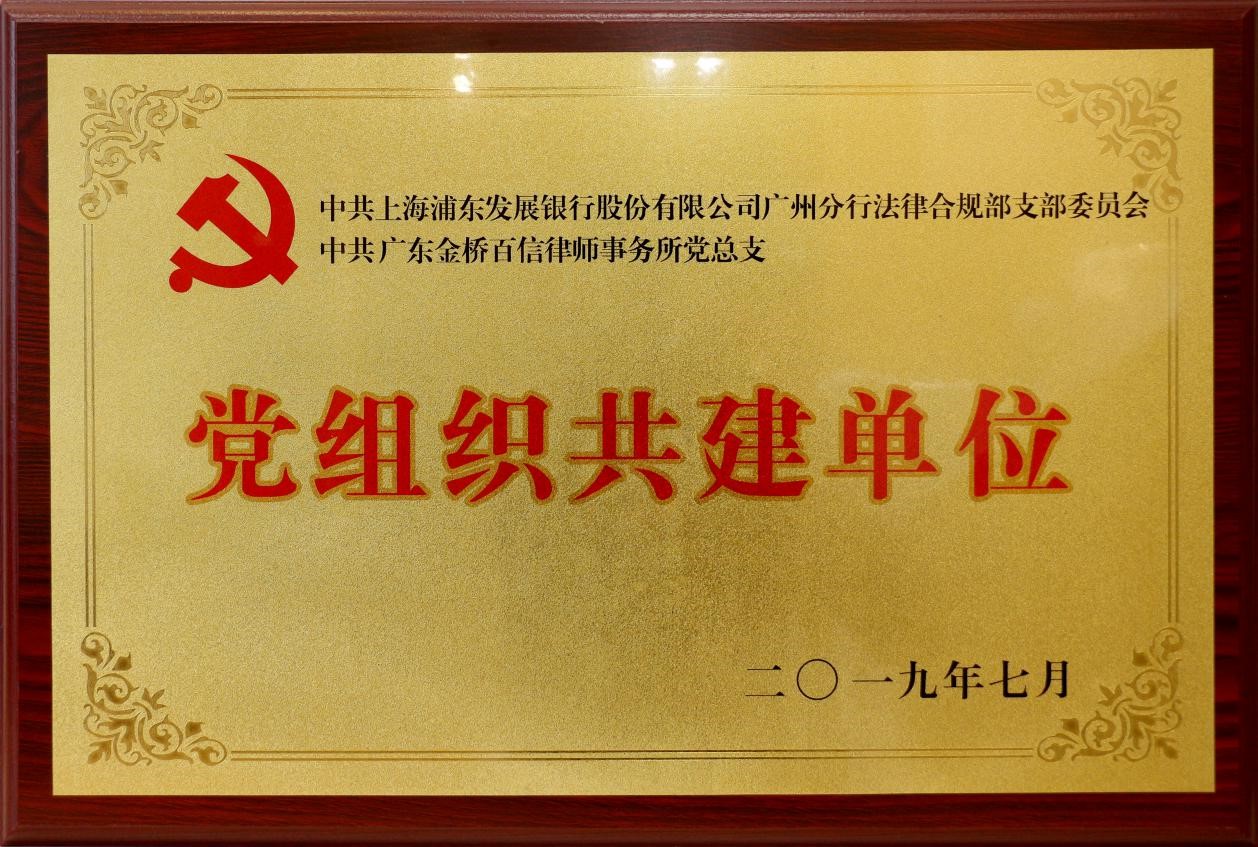 中共上海浦东发展银行股份有限公司广州分行法律合规部支部委员会
中共广东金桥百信律师事务所党总支
党组织共建单位
二〇一九年七月